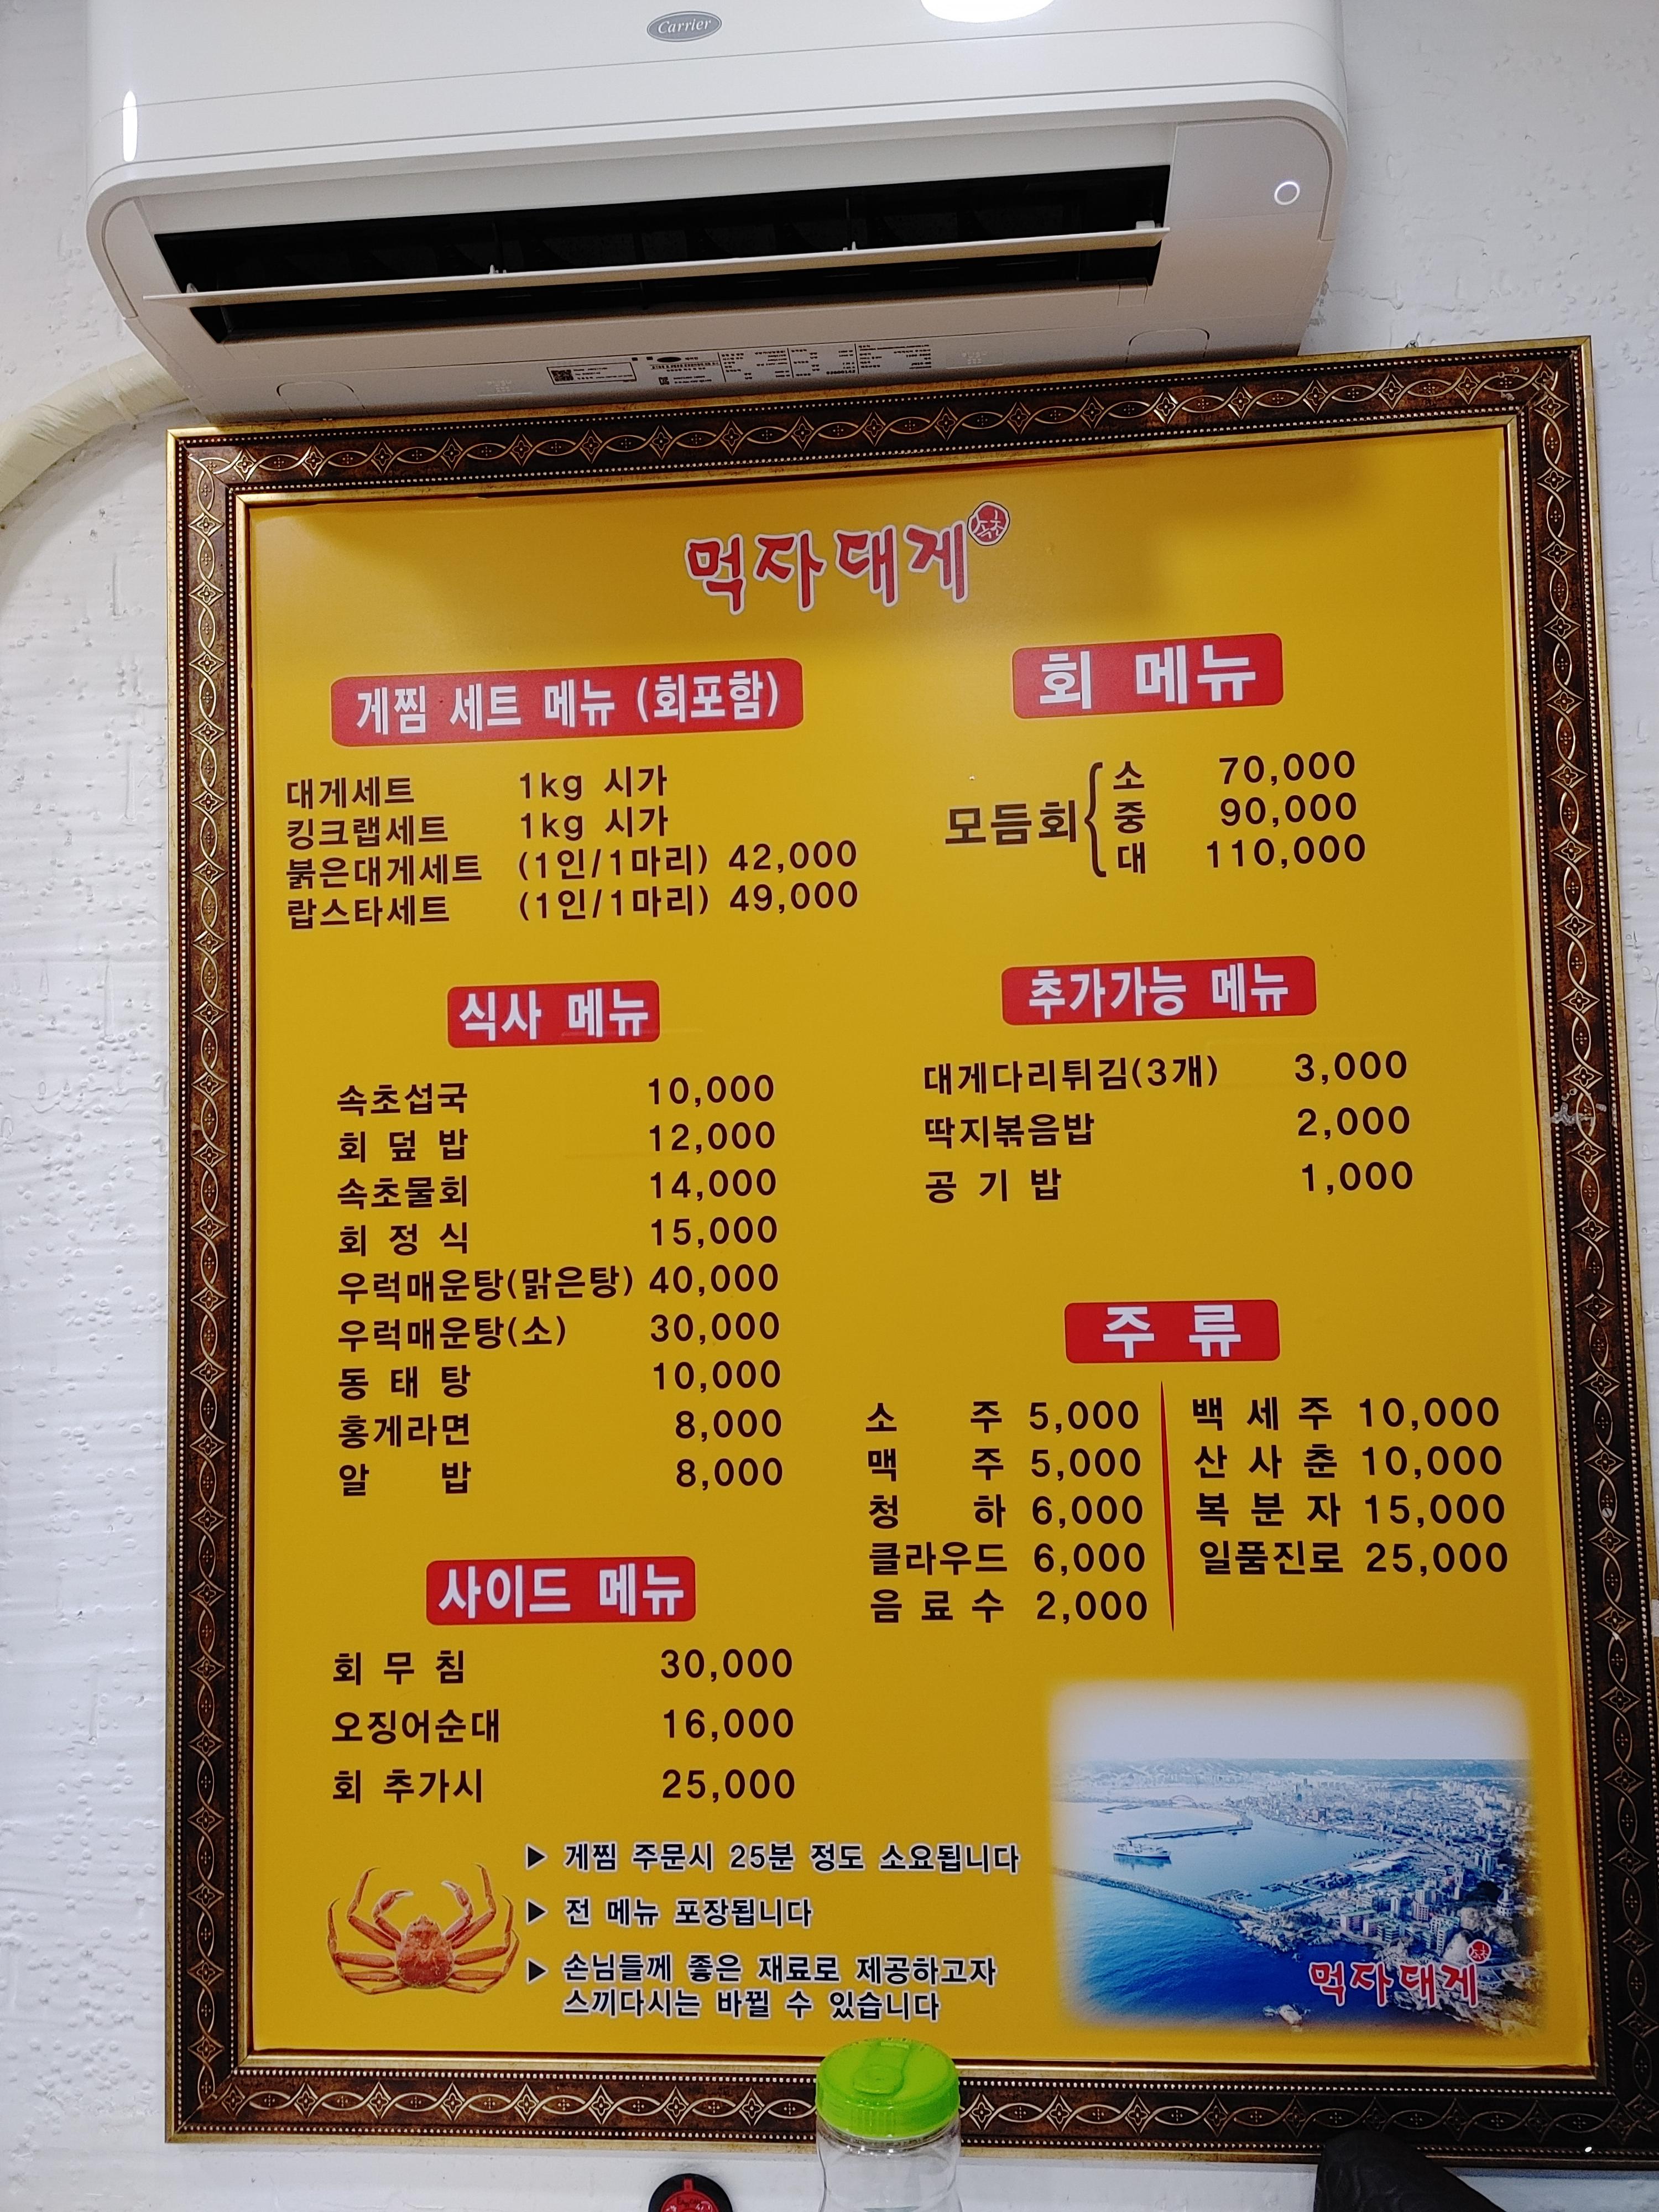 Carrier
먹자대게 속초
게찜 세트 메뉴 (회포함)
대게세트 1kg 시가
킹크랩세트 1kg 시가
붉은대게세트 (1인/1마리) 42,000
랍스타세트 (1인/1마리) 49,000
회 메뉴
모듬회
소 70,000
중 90,000
대 110,000
식사 메뉴
속초섭국 10,000
회 덮 밥 12,000
속초물회 14,000
회 정 식 15,000
우럭매운탕(맑은탕) 40,000
우럭매운탕(소) 30,000
동 태 탕 10,000
홍게라면 8,000
알 밥 8,000
추가가능 메뉴
대게다리튀김(3개) 3,000
딱지볶음밥 2,000
공 기 밥 1,000
주 류
소 주 5,000
맥 주 5,000
청 하 6,000
클라우드 6,000
음 료 수 2,000
백 세 주 10,000
산 사 춘 10,000
복 분 자 15,000
일품진로 25,000
사이드 메뉴
회 무 침 30,000
오징어순대 16,000
회 추가시 25,000
▶ 게찜 주문시 25분 정도 소요됩니다
▶ 전 메뉴 포장됩니다
▶ 손님들께 좋은 재료로 제공하고자
스끼다시는 바뀔 수 있습니다
먹자대게 속초